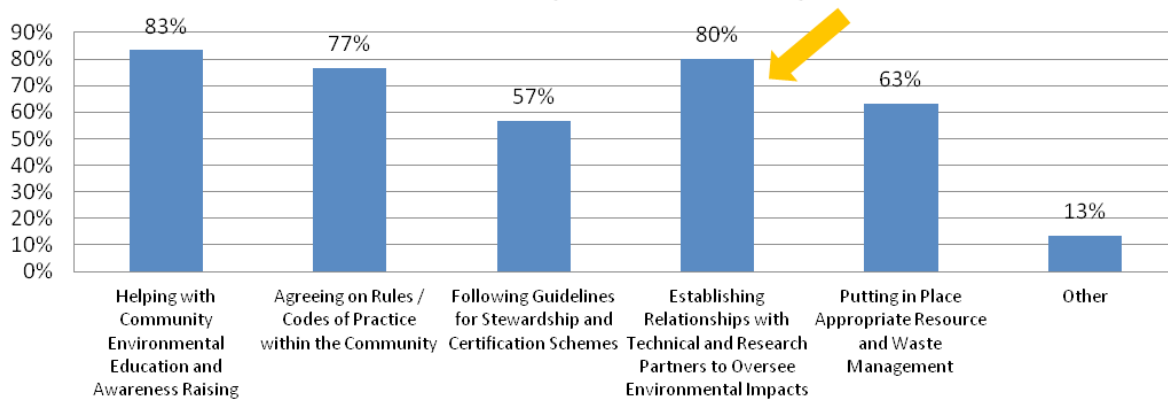 90%
80%
70%
60%
50%
40%
30%
20%
10%
0%
83%
77%
57%
80%
63%
13%
Helping with
Community
Environmental
Education and
Awareness Raising
Agreeing on Rules /
Codes of Practice
within the Community
Following Guidelines
for Stewardship and
Certification Schemes
Establishing
Relationships with
Technical and Research
Partners to Oversee
Environmental Impacts
Putting in Place
Appropriate Resource
and Waste
Management
Other